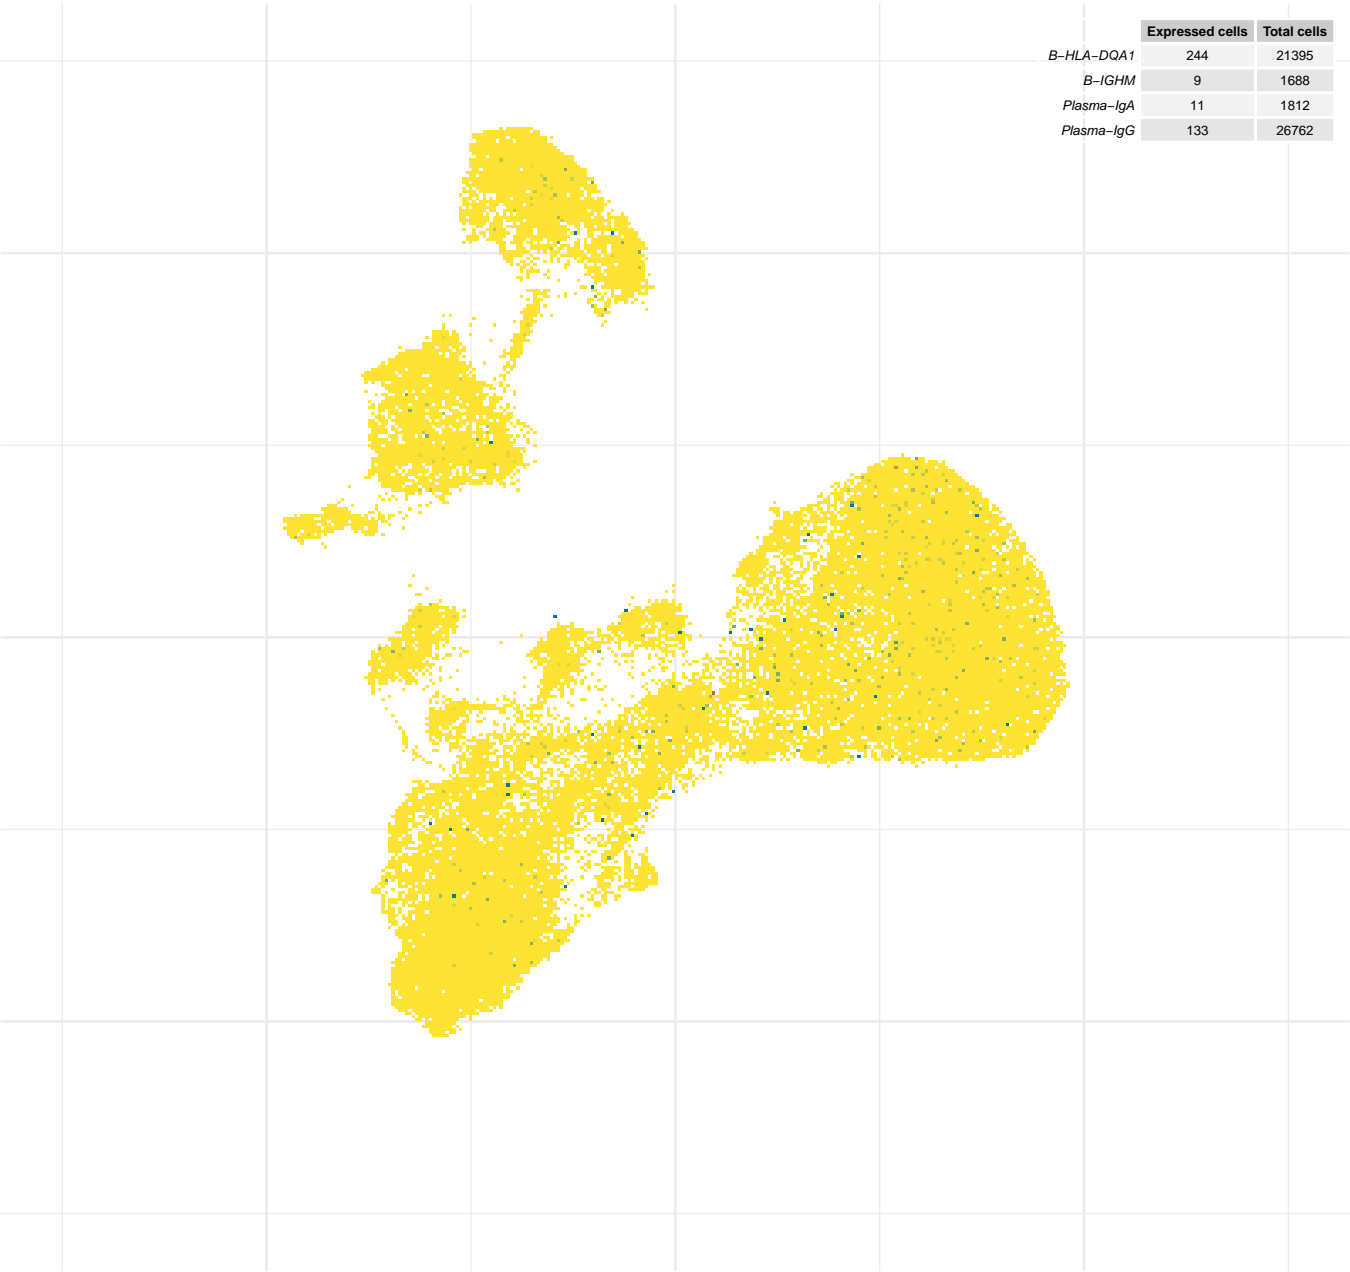 Expressed cells Total cells
B−HLA−DQA1 244 21395
B−IGHM 9 1688
Plasma−IgA 11 1812
Plasma−IgG 133 26762